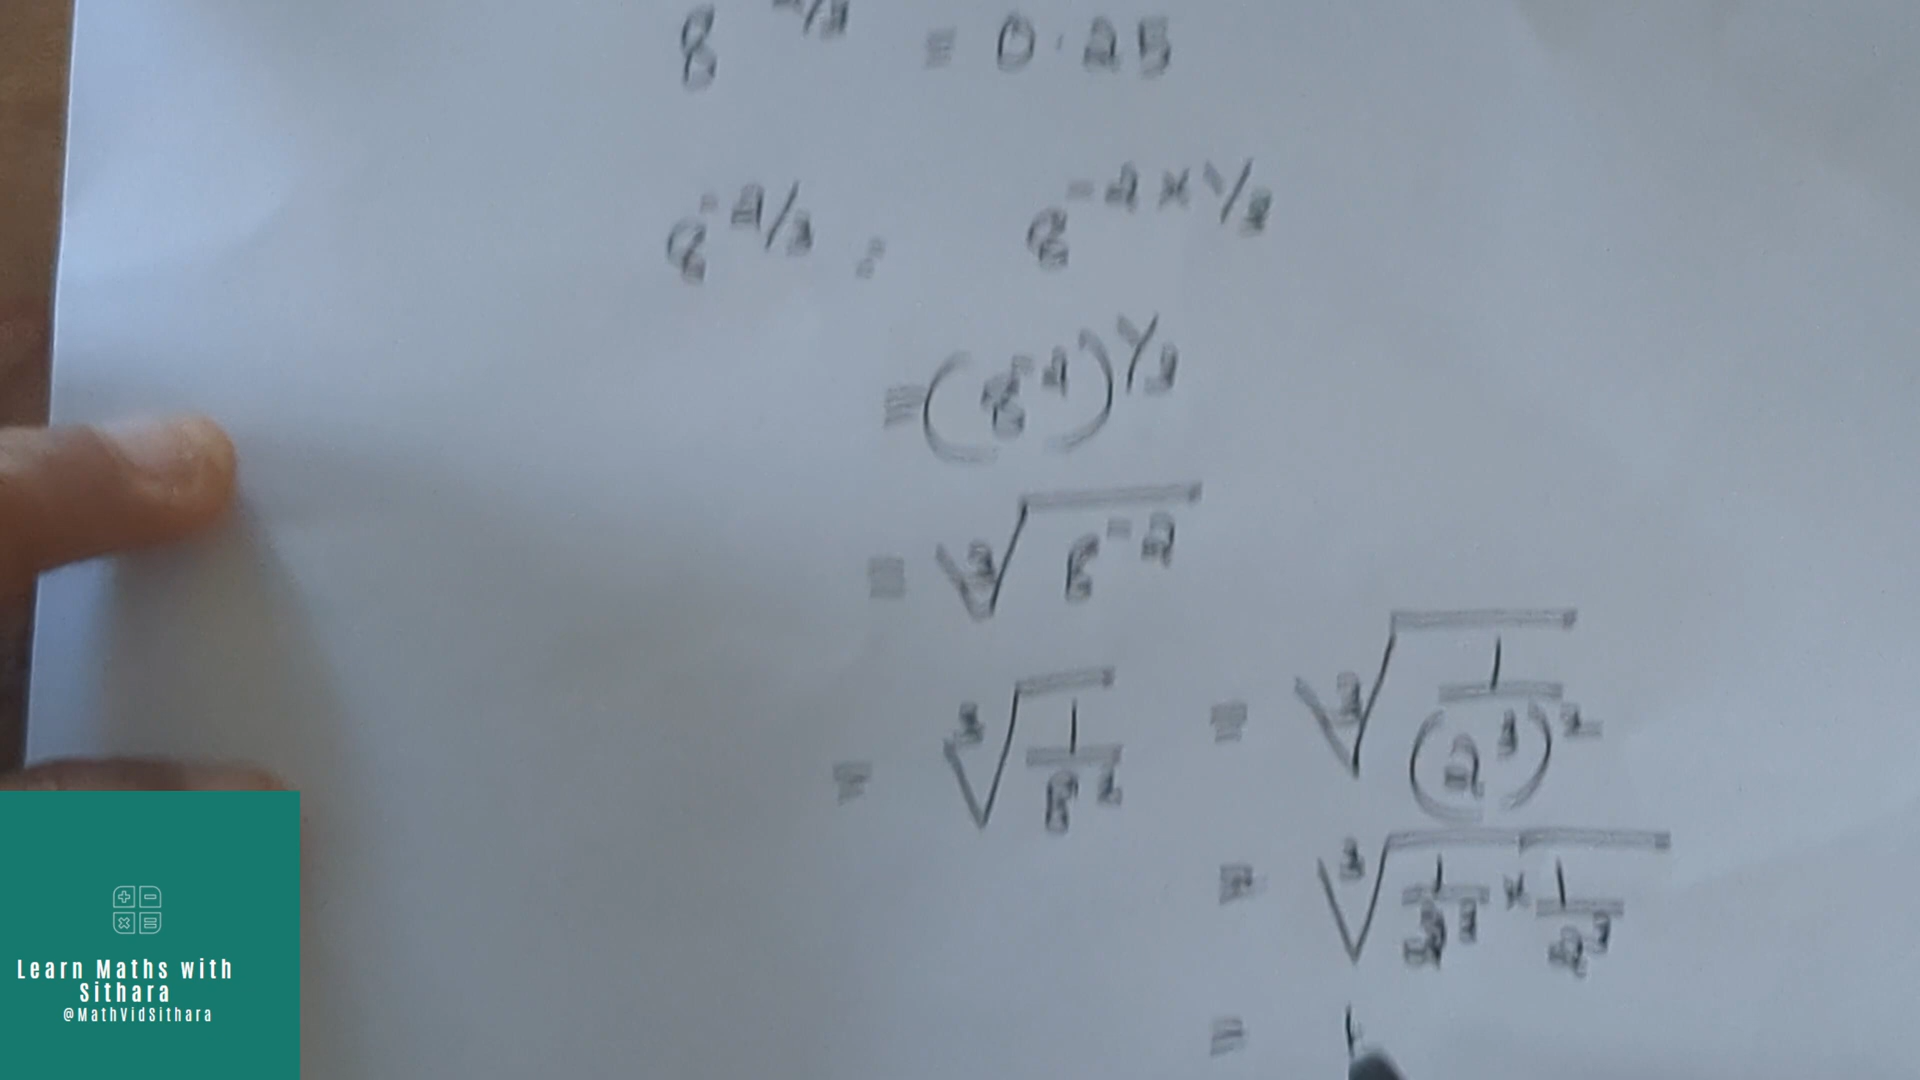 8^{-2/3} = 0.25
8^{-2/3} = 8^{-2 × 1/3}
= (8^{-2})^{1/3}
= ∛(8^{-2})
= ∛(1/8^2) = ∛(1/(2^3)^2)
= ∛(1/2^3 × 1/2^3)
= 1
Learn Maths with
Sithara
@MathVidSithara